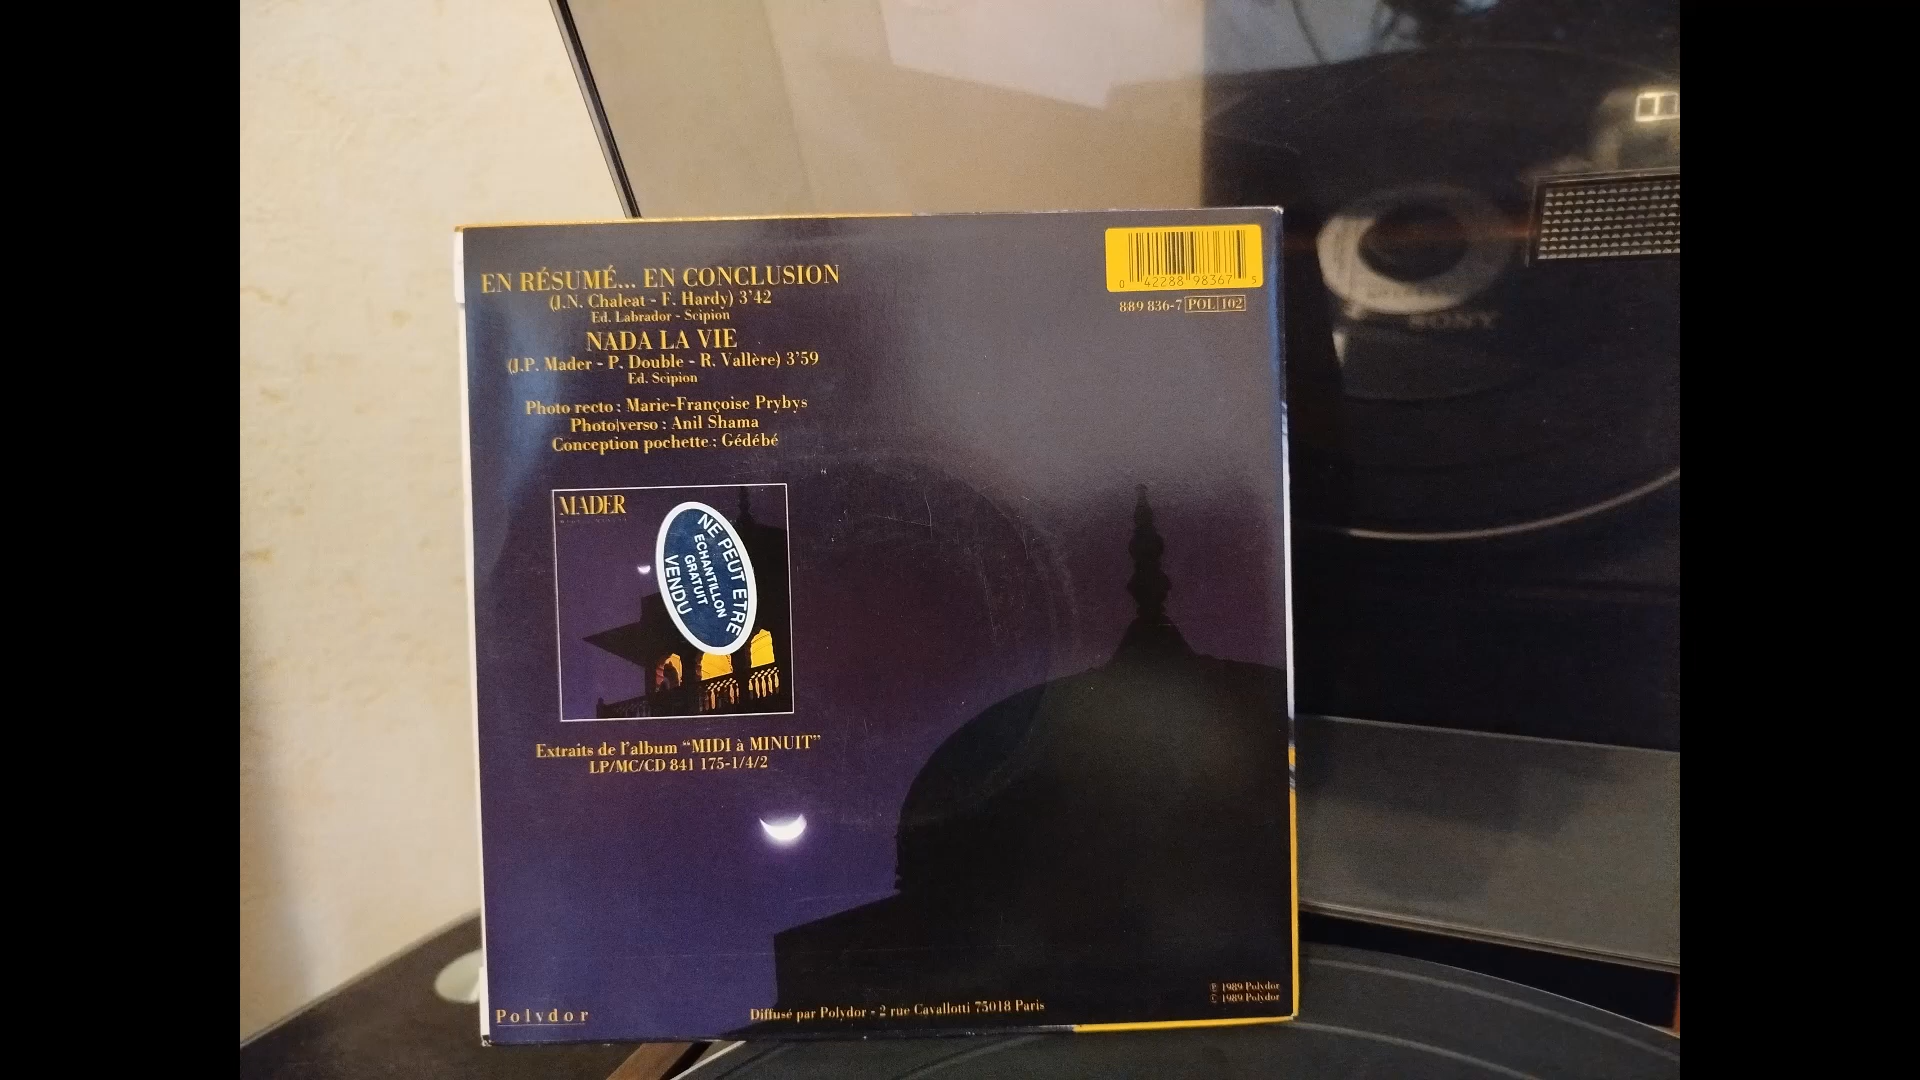 EN RÉSUMÉ... EN CONCLUSION
(J.N. Chaleat - F. Hardy) 3'42
Ed. Labrador - Scipion
NADA LA VIE
(J.P. Mader - P. Double - R. Vallère) 3'59
Ed. Scipion
Photo recto : Marie-Françoise Prybys
Photo verso : Anil Shama
Conception pochette : Gédébé
0 42288 98367 5
889 836-7 POL 102
MADER
NE PEUT ETRE
ECHANTILLON
GRATUIT
VENDU
Extraits de l'album “MIDI à MINUIT”
LP/MC/CD 841 175-1/4/2
Polydor
Diffusé par Polydor - 2 rue Cavallotti 75018 Paris
℗ 1989 Polydor
© 1989 Polydor
SONY